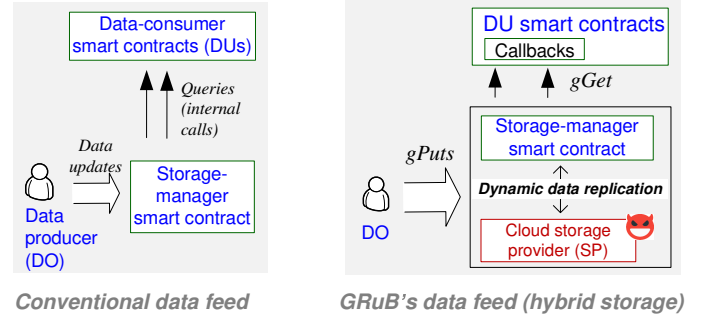 Data-consumer
smart contracts (DUs)
Queries
(internal
calls)
Data
updates
Data
producer
(DO)
Storage-
manager
smart contract
Conventional data feed
DU smart contracts
Callbacks
gGet
gPuts
DO
Storage-manager
smart contract
Dynamic data replication
Cloud storage
provider (SP)
GRuB's data feed (hybrid storage)